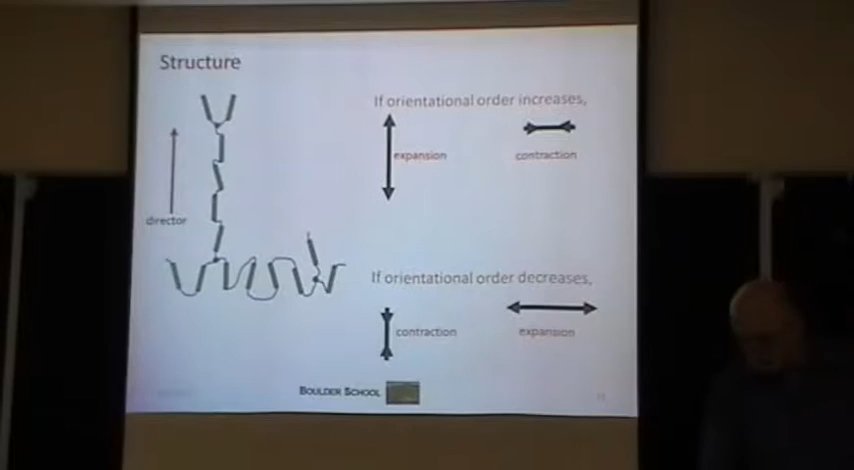 Structure
If orientational order increases,
expansion
contraction
director
If orientational order decreases,
contraction
expansion
BOULDER SCHOOL